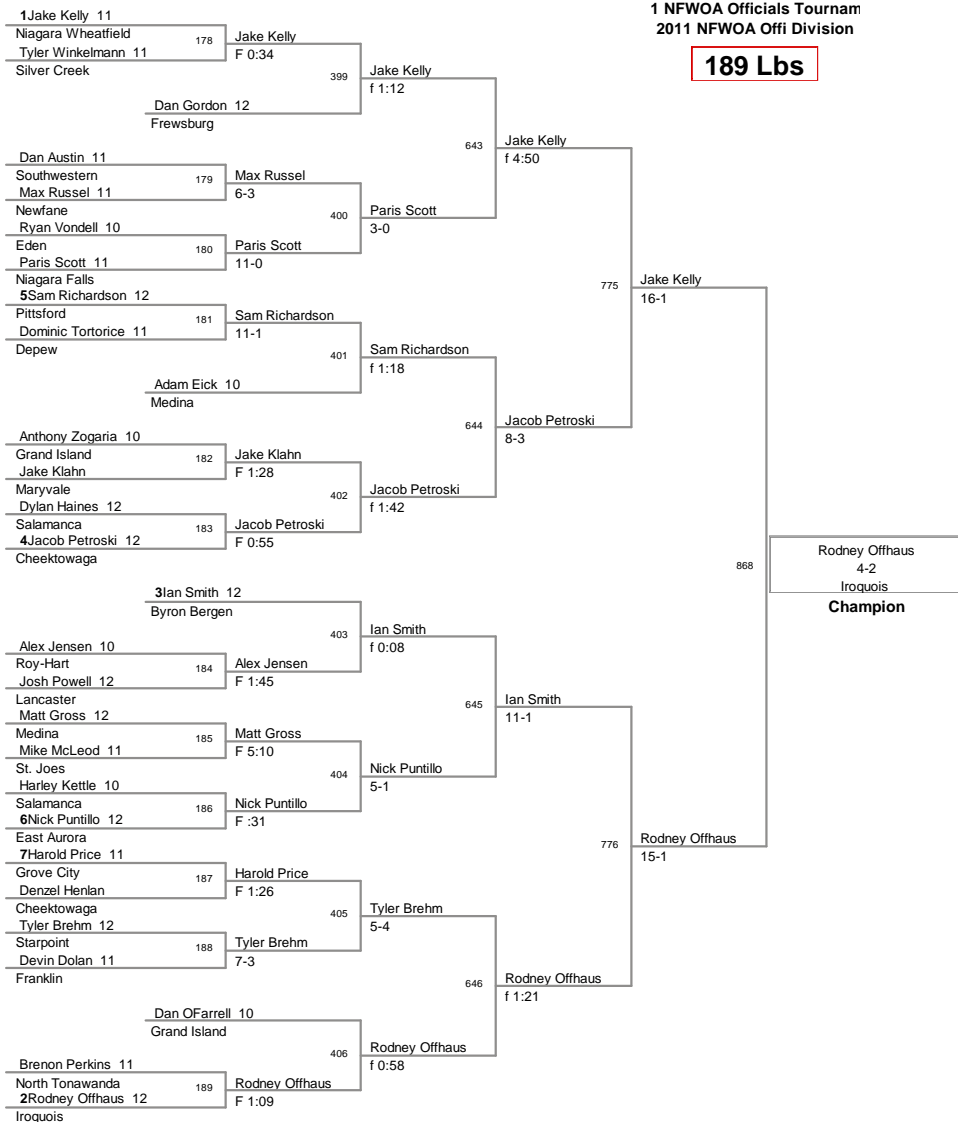 1 NFWOA Officials Tournam
2011 NFWOA Offi Division
189 Lbs
1Jake Kelly 11
Niagara Wheatfield
178
Tyler Winkelmann 11
Silver Creek
Jake Kelly
F 0:34
399
Dan Gordon 12
Frewsburg
Jake Kelly
f 1:12
643
Dan Austin 11
Southwestern
179
Max Russel 11
Newfane
Max Russel
6-3
400
Ryan Vondell 10
Eden
180
Paris Scott 11
Niagara Falls
Paris Scott
11-0
Paris Scott
3-0
Jake Kelly
f 4:50
775
5Sam Richardson 12
Pittsford
181
Dominic Tortorice 11
Depew
Sam Richardson
11-1
401
Adam Eick 10
Medina
Sam Richardson
f 1:18
644
Anthony Zogaria 10
Grand Island
182
Jake Klahn
Maryvale
Jake Klahn
F 1:28
402
Dylan Haines 12
Salamanca
183
4Jacob Petroski 12
Cheektowaga
Jacob Petroski
F 0:55
Jacob Petroski
f 1:42
Jacob Petroski
8-3
Jake Kelly
16-1
868
Rodney Offhaus
4-2
Iroquois
Champion
3Ian Smith 12
Byron Bergen
403
Alex Jensen 10
Roy-Hart
184
Josh Powell 12
Lancaster
Alex Jensen
F 1:45
Ian Smith
f 0:08
645
Matt Gross 12
Medina
185
Mike McLeod 11
St. Joes
Matt Gross
F 5:10
404
Harley Kettle 10
Salamanca
186
6Nick Puntillo 12
East Aurora
Nick Puntillo
F :31
Nick Puntillo
5-1
Ian Smith
11-1
776
7Harold Price 11
Grove City
187
Denzel Henlan
Cheektowaga
Harold Price
F 1:26
405
Tyler Brehm 12
Starpoint
188
Devin Dolan 11
Franklin
Tyler Brehm
7-3
Tyler Brehm
5-4
646
Dan OFarrell 10
Grand Island
406
Brenon Perkins 11
North Tonawanda
189
2Rodney Offhaus 12
Iroquois
Rodney Offhaus
F 1:09
Rodney Offhaus
f 0:58
Rodney Offhaus
f 1:21
Rodney Offhaus
15-1